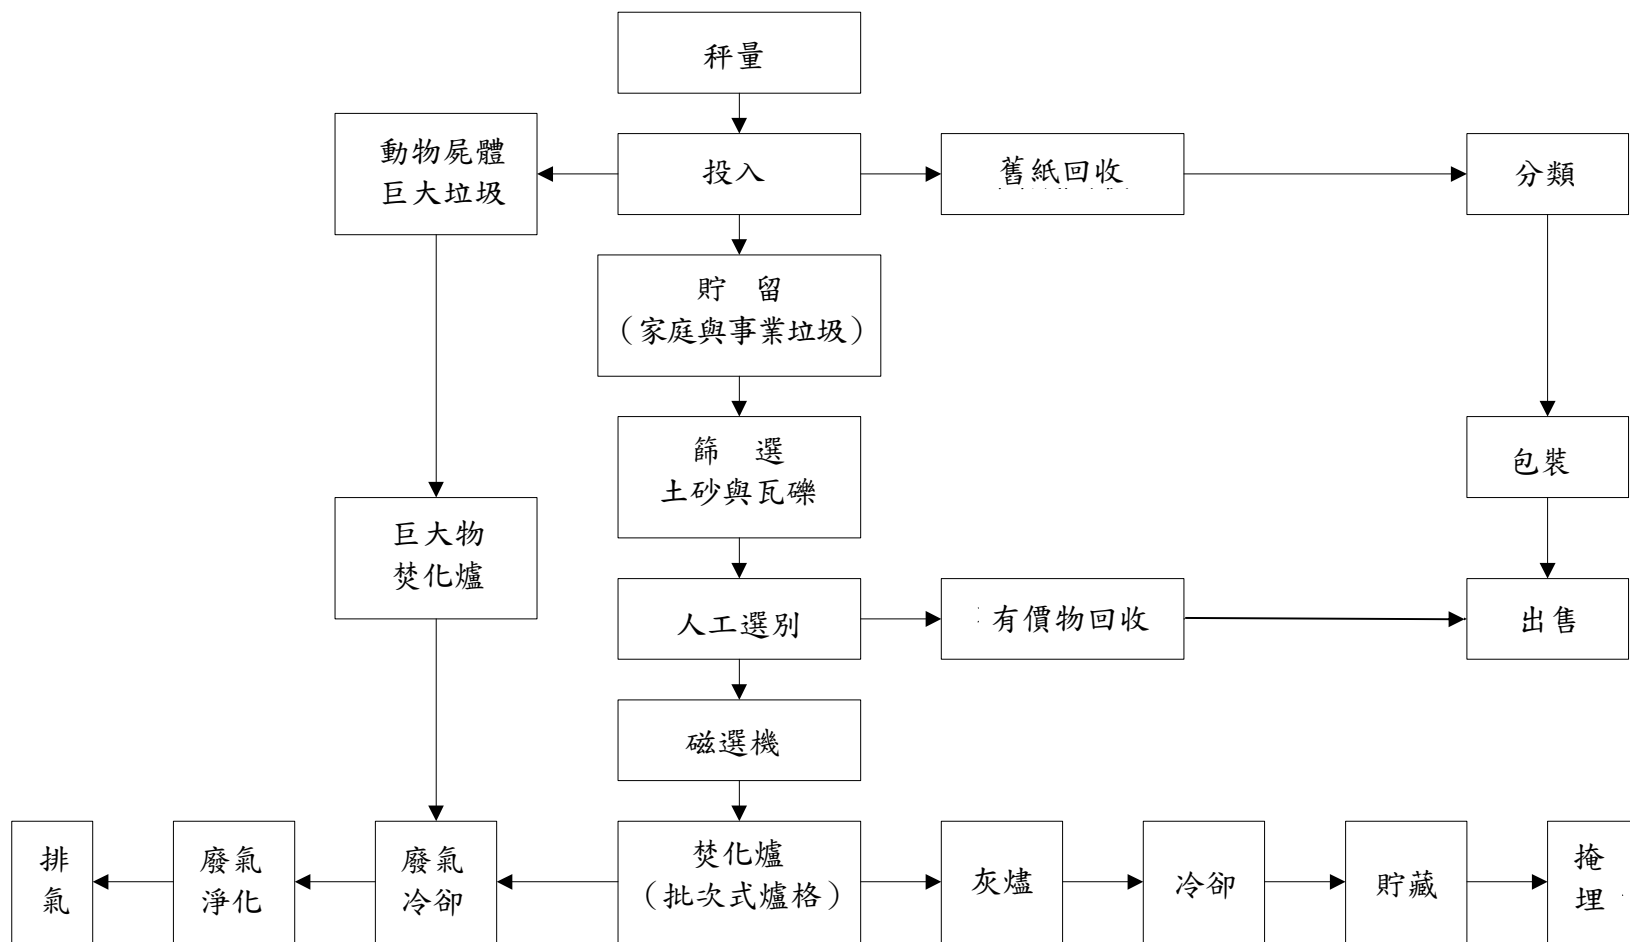 秤量
動物屍體
巨大垃圾
投入
舊紙回收
分類
貯　留
（家庭與事業垃圾）
篩　選
土砂與瓦礫
包裝
巨大物
焚化爐
人工選別
有價物回收
出售
磁選機
排
氣
廢氣
淨化
廢氣
冷卻
焚化爐
（批次式爐格）
灰燼
冷卻
貯藏
掩
埋